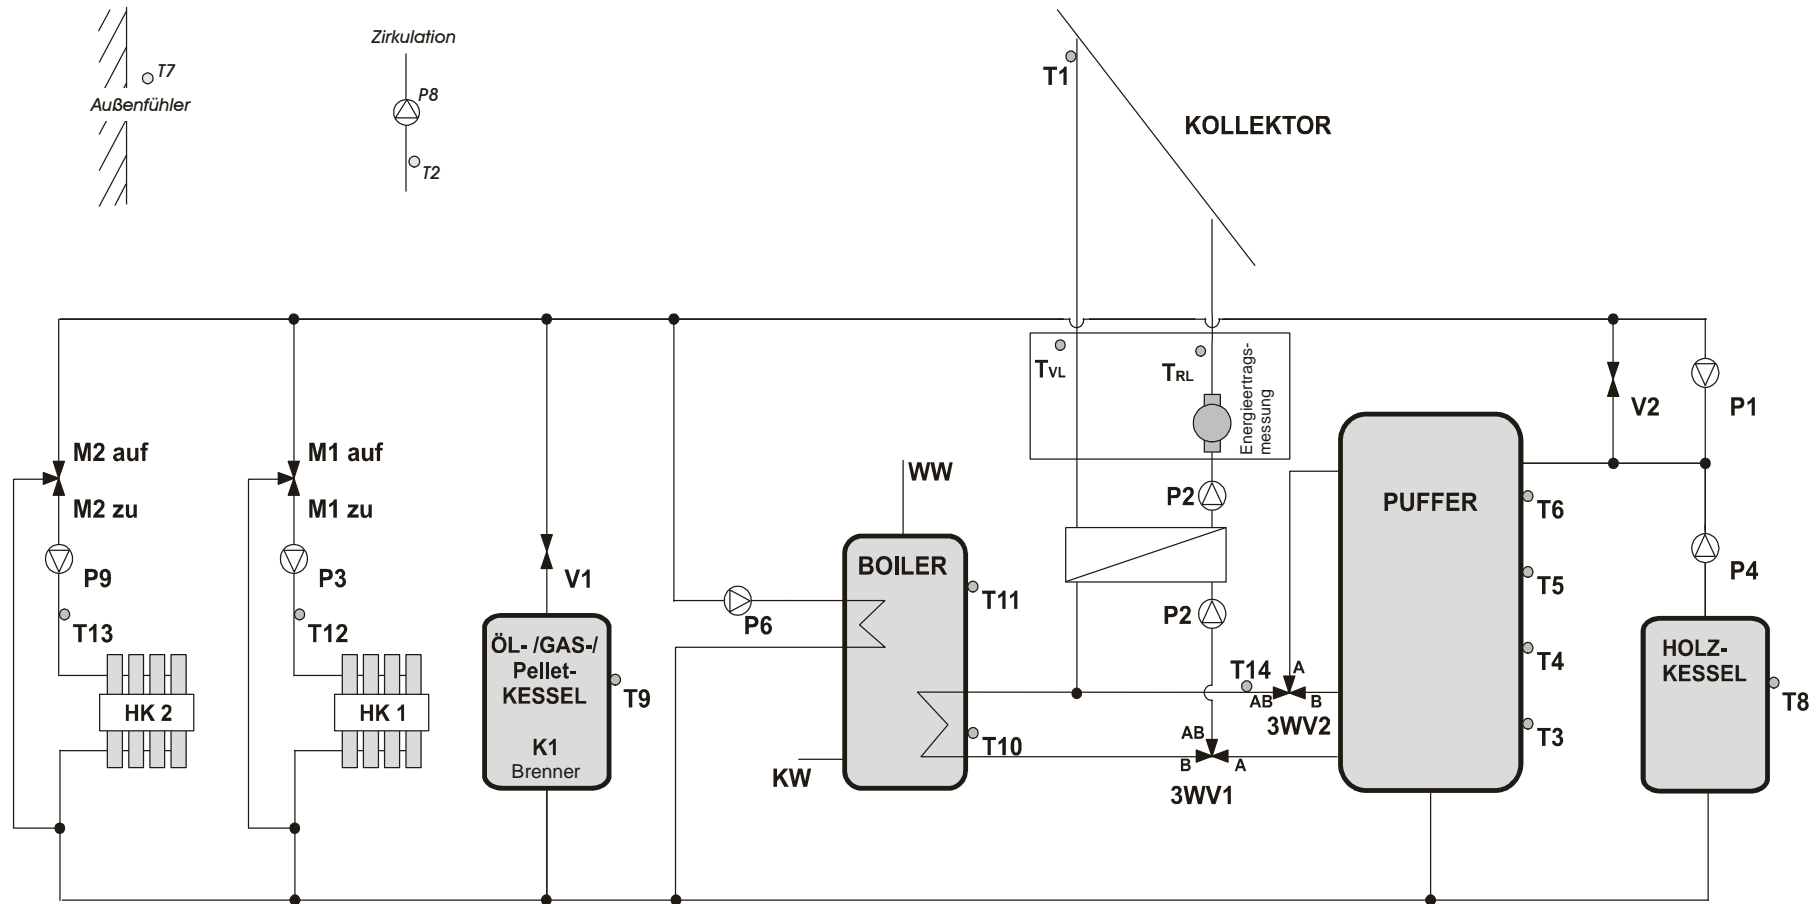 T7
Außenfühler
Zirkulation
P8
T2
T1
KOLLEKTOR
TVL
TRL
Energieertrags-
messung
V2
P1
M2 auf
M2 zu
P9
T13
HK 2
M1 auf
M1 zu
P3
T12
HK 1
V1
ÖL- /GAS-/
Pellet-
KESSEL
K1
Brenner
T9
P6
WW
BOILER
T11
T10
KW
P2
P2
T14
A
AB
B
3WV2
AB
B
A
3WV1
PUFFER
T6
T5
T4
T3
P4
HOLZ-
KESSEL
T8